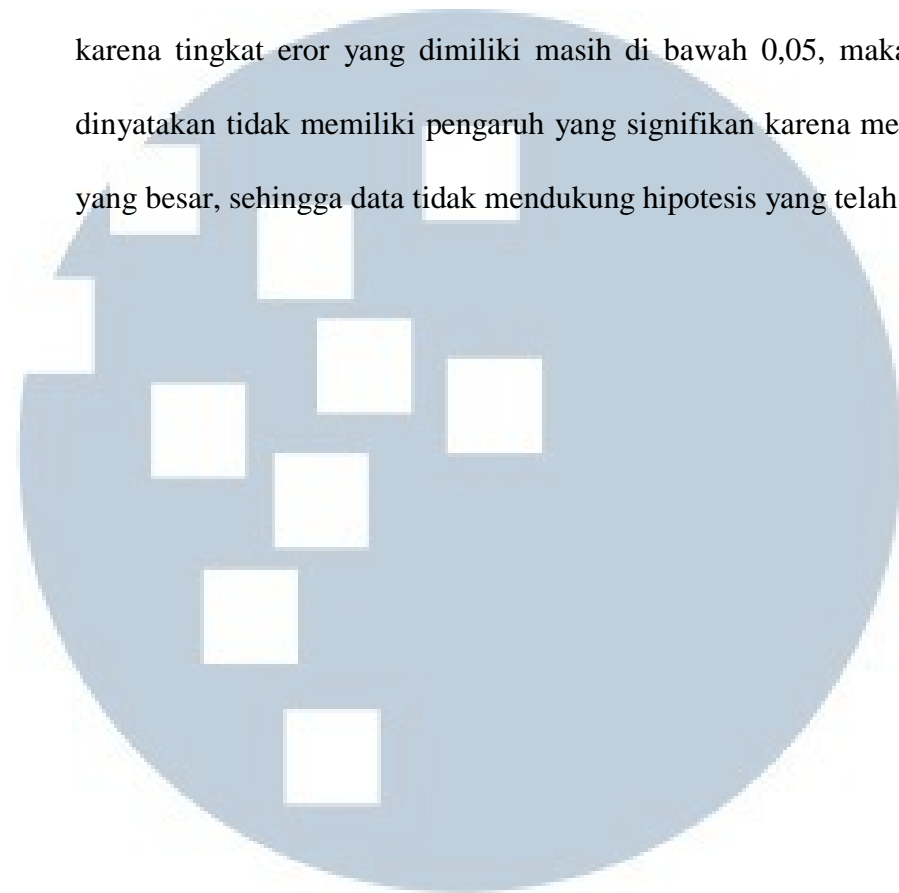 karena tingkat eror yang dimiliki masih di bawah 0,05, maka
dinyatakan tidak memiliki pengaruh yang signifikan karena me
yang besar, sehingga data tidak mendukung hipotesis yang telah